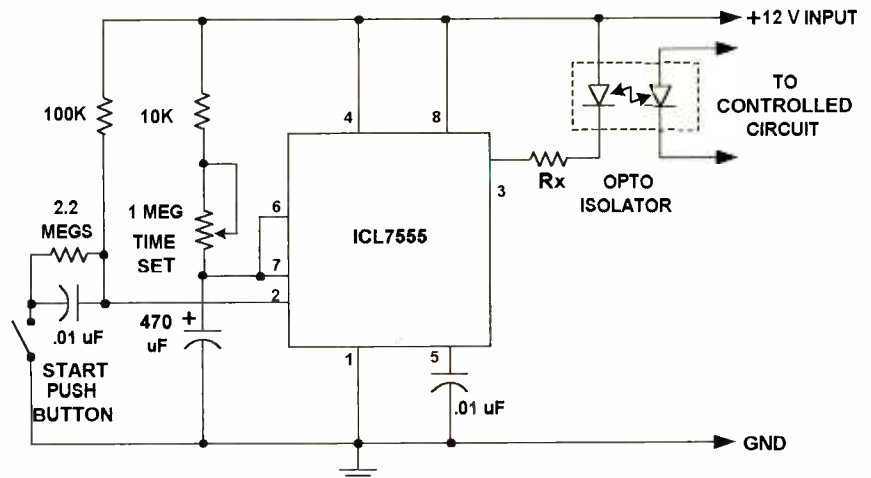 +12 V INPUT
100K
10K
4
8
TO
CONTROLLED
CIRCUIT
Rx
OPTO
ISOLATOR
3
2.2
MEGS
1 MEG
TIME
SET
6
ICL7555
7
2
.01 uF
470
uF
+
1
5
.01 uF
START
PUSH
BUTTON
GND